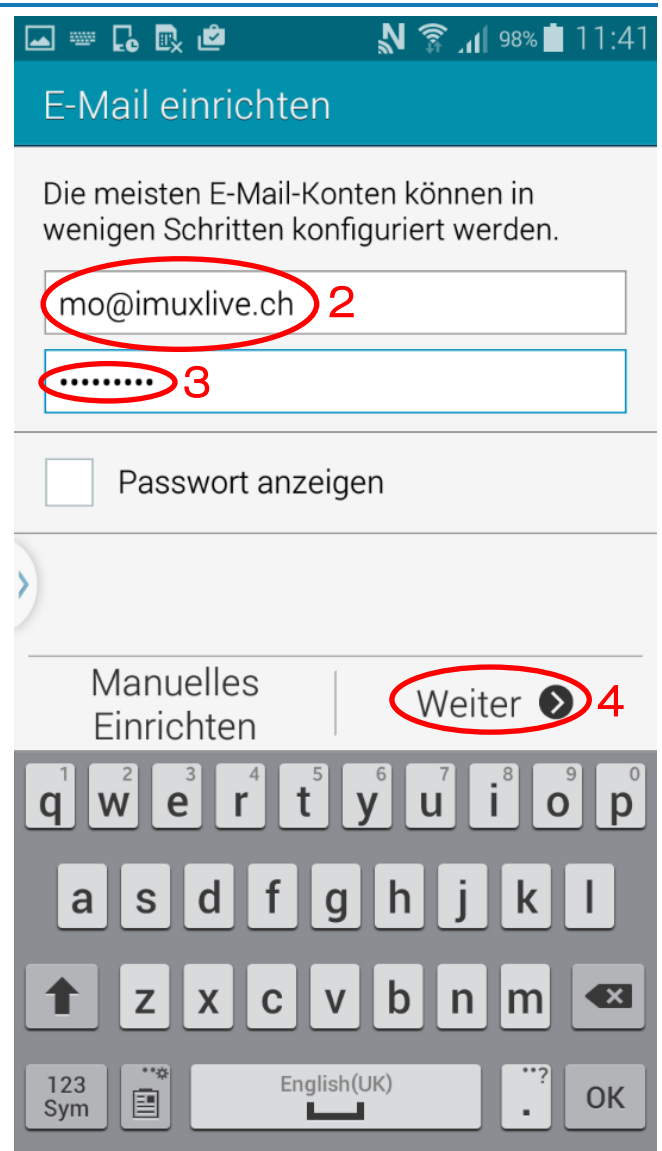 98% 11:41
E-Mail einrichten
Die meisten E-Mail-Konten können in
wenigen Schritten konfiguriert werden.
mo@imuxlive.ch 2
••••••••• 3
Passwort anzeigen
Manuelles
Einrichten
Weiter 4
1 2 3 4 5 6 7 8 9 0
q w e r t y u i o p
a s d f g h j k l
z x c v b n m
123
Sym
English(UK)
. ?
OK